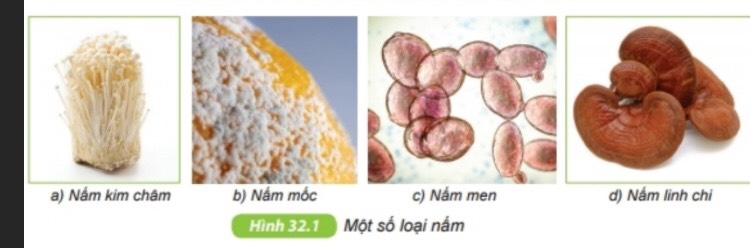 a) Nấm kim châm b) Nấm mốc c) Nấm men d) Nấm linh chi
Hình 32.1 Một số loại nấm